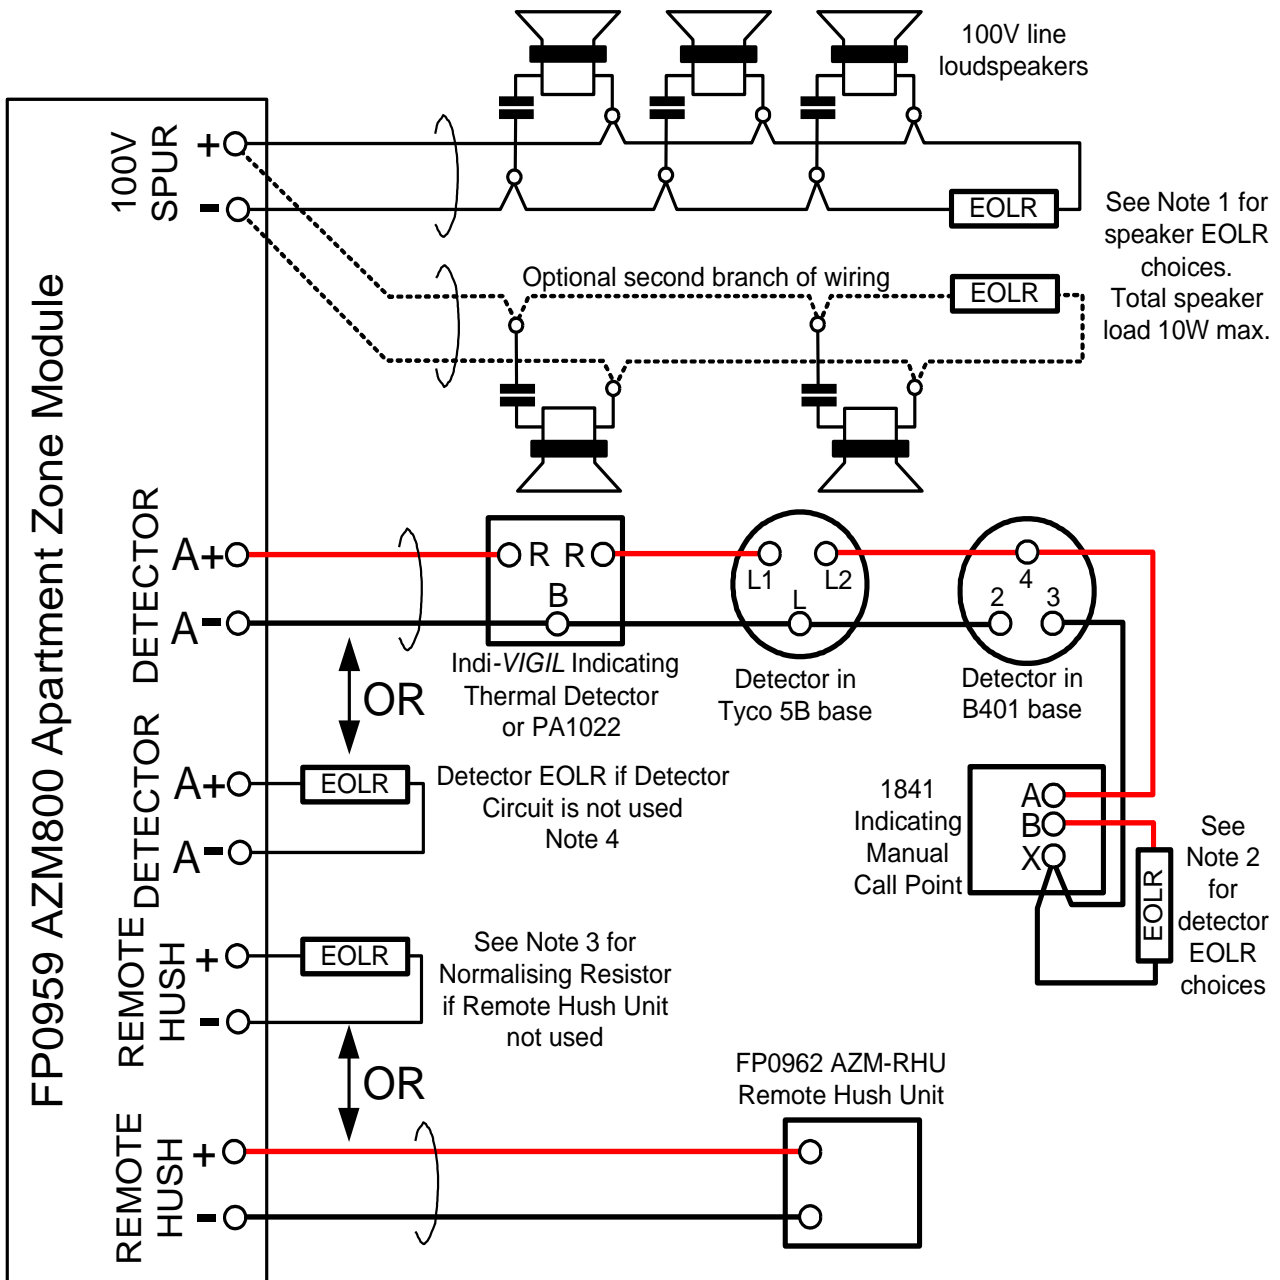 100V line
loudspeakers
100V
SPUR
+
-
EOLR
See Note 1 for
speaker EOLR
choices.
Total speaker
load 10W max.
Optional second branch of wiring
EOLR
FP0959 AZM800 Apartment Zone Module
DETECTOR
A+
A-
R R
B
Indi-VIGIL Indicating
Thermal Detector
or PA1022
L1 L2
L
Detector in
Tyco 5B base
4
2 3
Detector in
B401 base
OR
DETECTOR
A+
A-
EOLR
Detector EOLR if Detector
Circuit is not used
Note 4
1841
Indicating
Manual
Call Point
A
B
X
EOLR
See
Note 2
for
detector
EOLR
choices
REMOTE
HUSH
+
-
EOLR
See Note 3 for
Normalising Resistor
if Remote Hush Unit
not used
OR
FP0962 AZM-RHU
Remote Hush Unit
REMOTE
HUSH
+
-